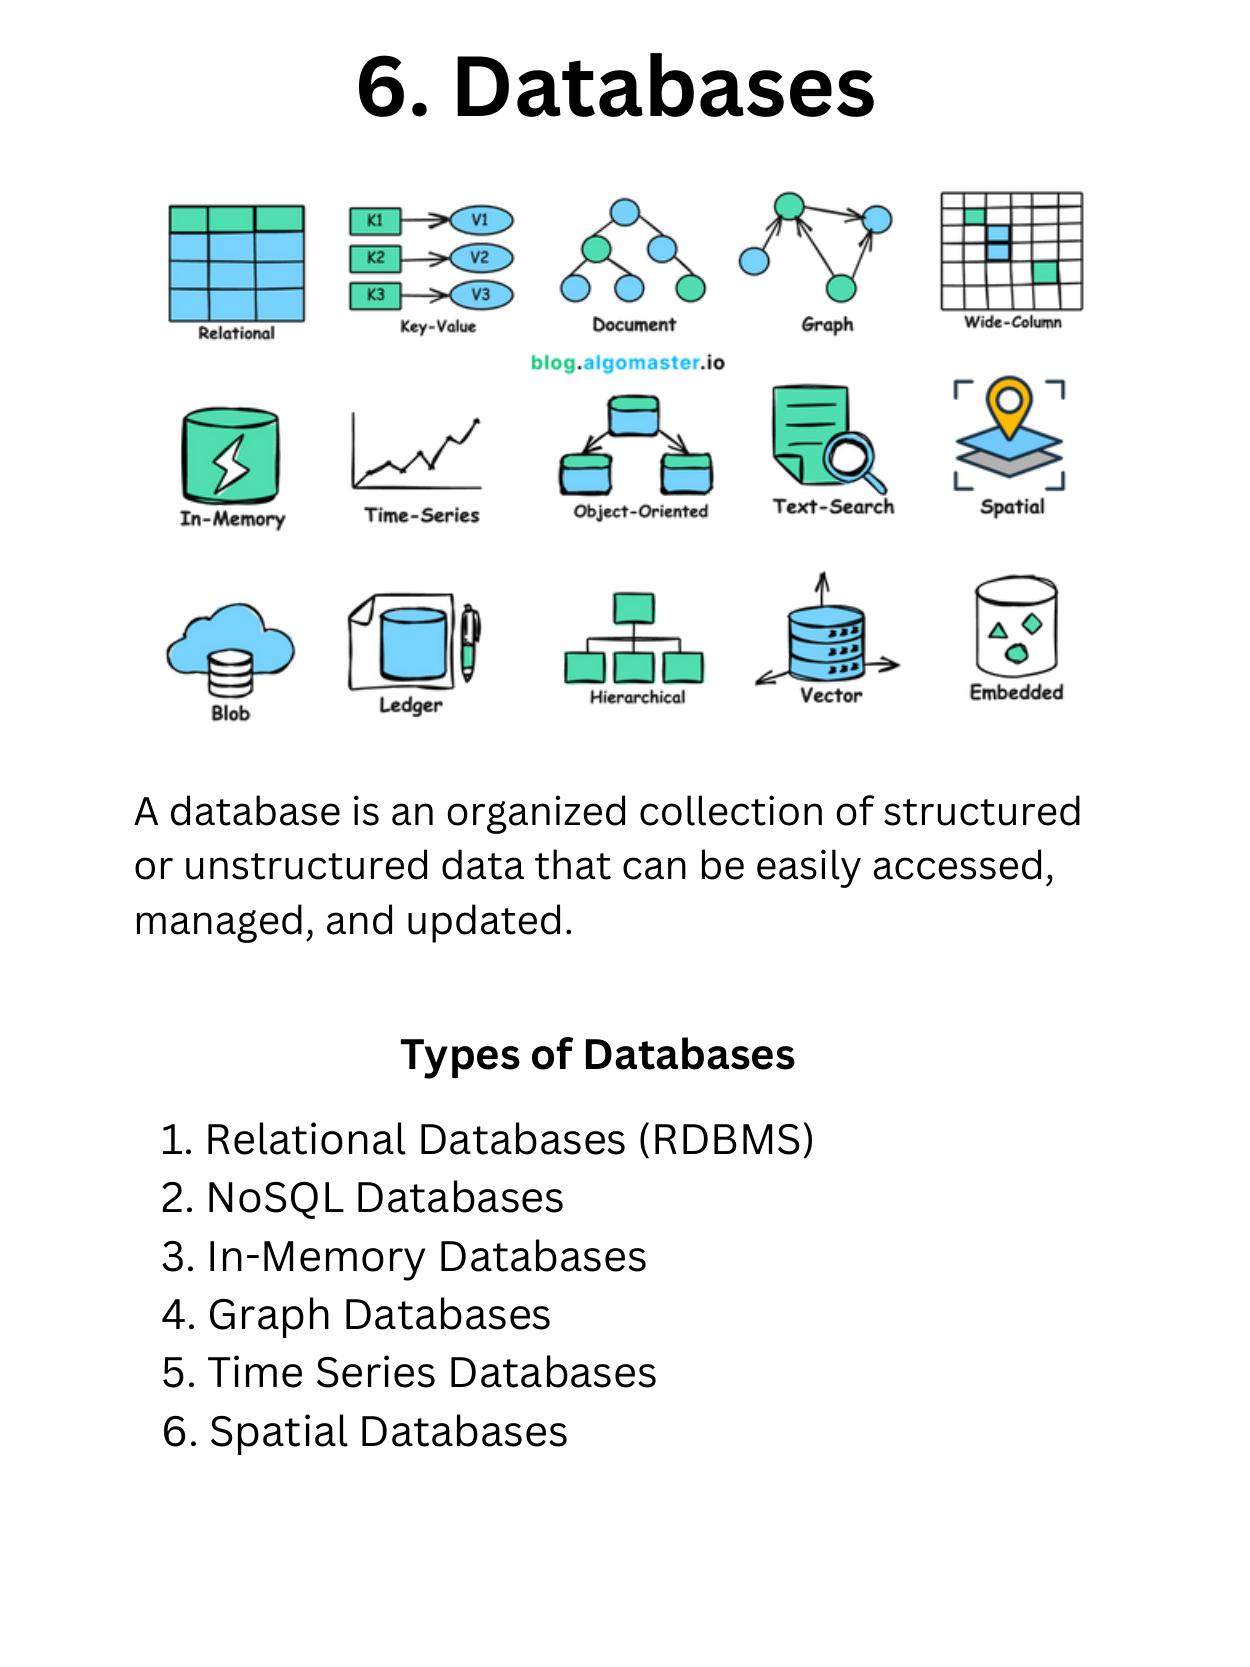 6. Databases
K1 V1
K2 V2
K3 V3
Relational Key-Value Document Graph Wide-Column
blog.algomaster.io
In-Memory Time-Series Object-Oriented Text-Search Spatial
Blob Ledger Hierarchical Vector Embedded
A database is an organized collection of structured
or unstructured data that can be easily accessed,
managed, and updated.
Types of Databases
1. Relational Databases (RDBMS)
2. NoSQL Databases
3. In-Memory Databases
4. Graph Databases
5. Time Series Databases
6. Spatial Databases